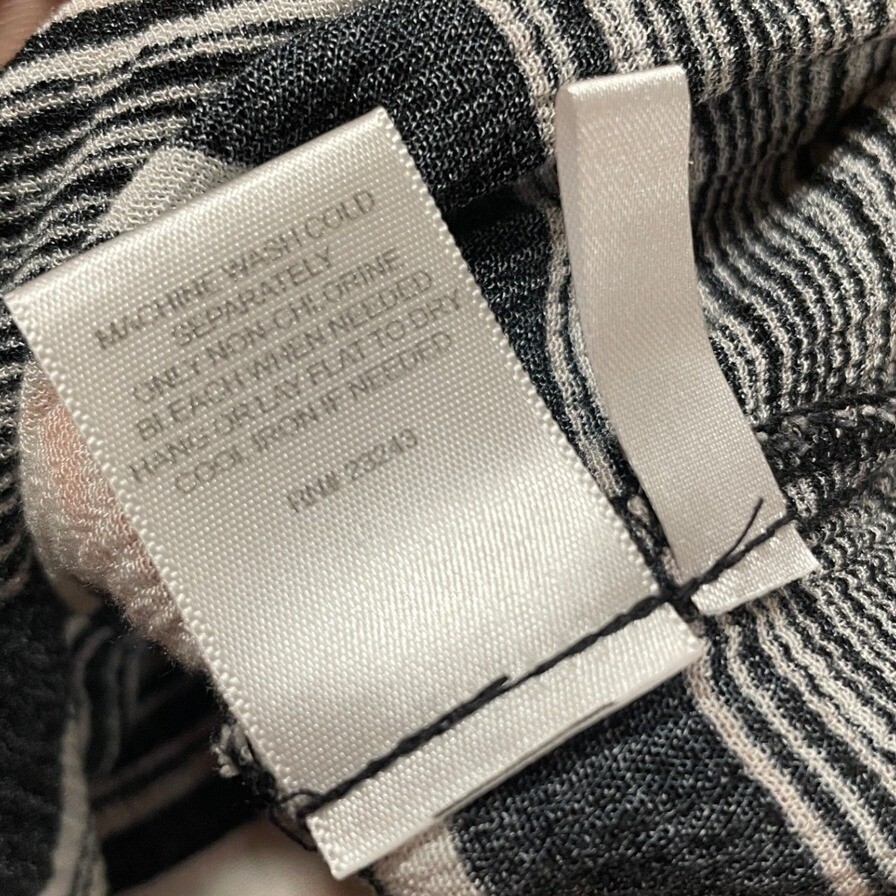 MACHINE WASH COLD
SEPARATELY
ONLY NON-CHLORINE
BLEACH WHEN NEEDED
HANG OR LAY FLAT TO DRY
COOL IRON IF NEEDED
RN# 23243